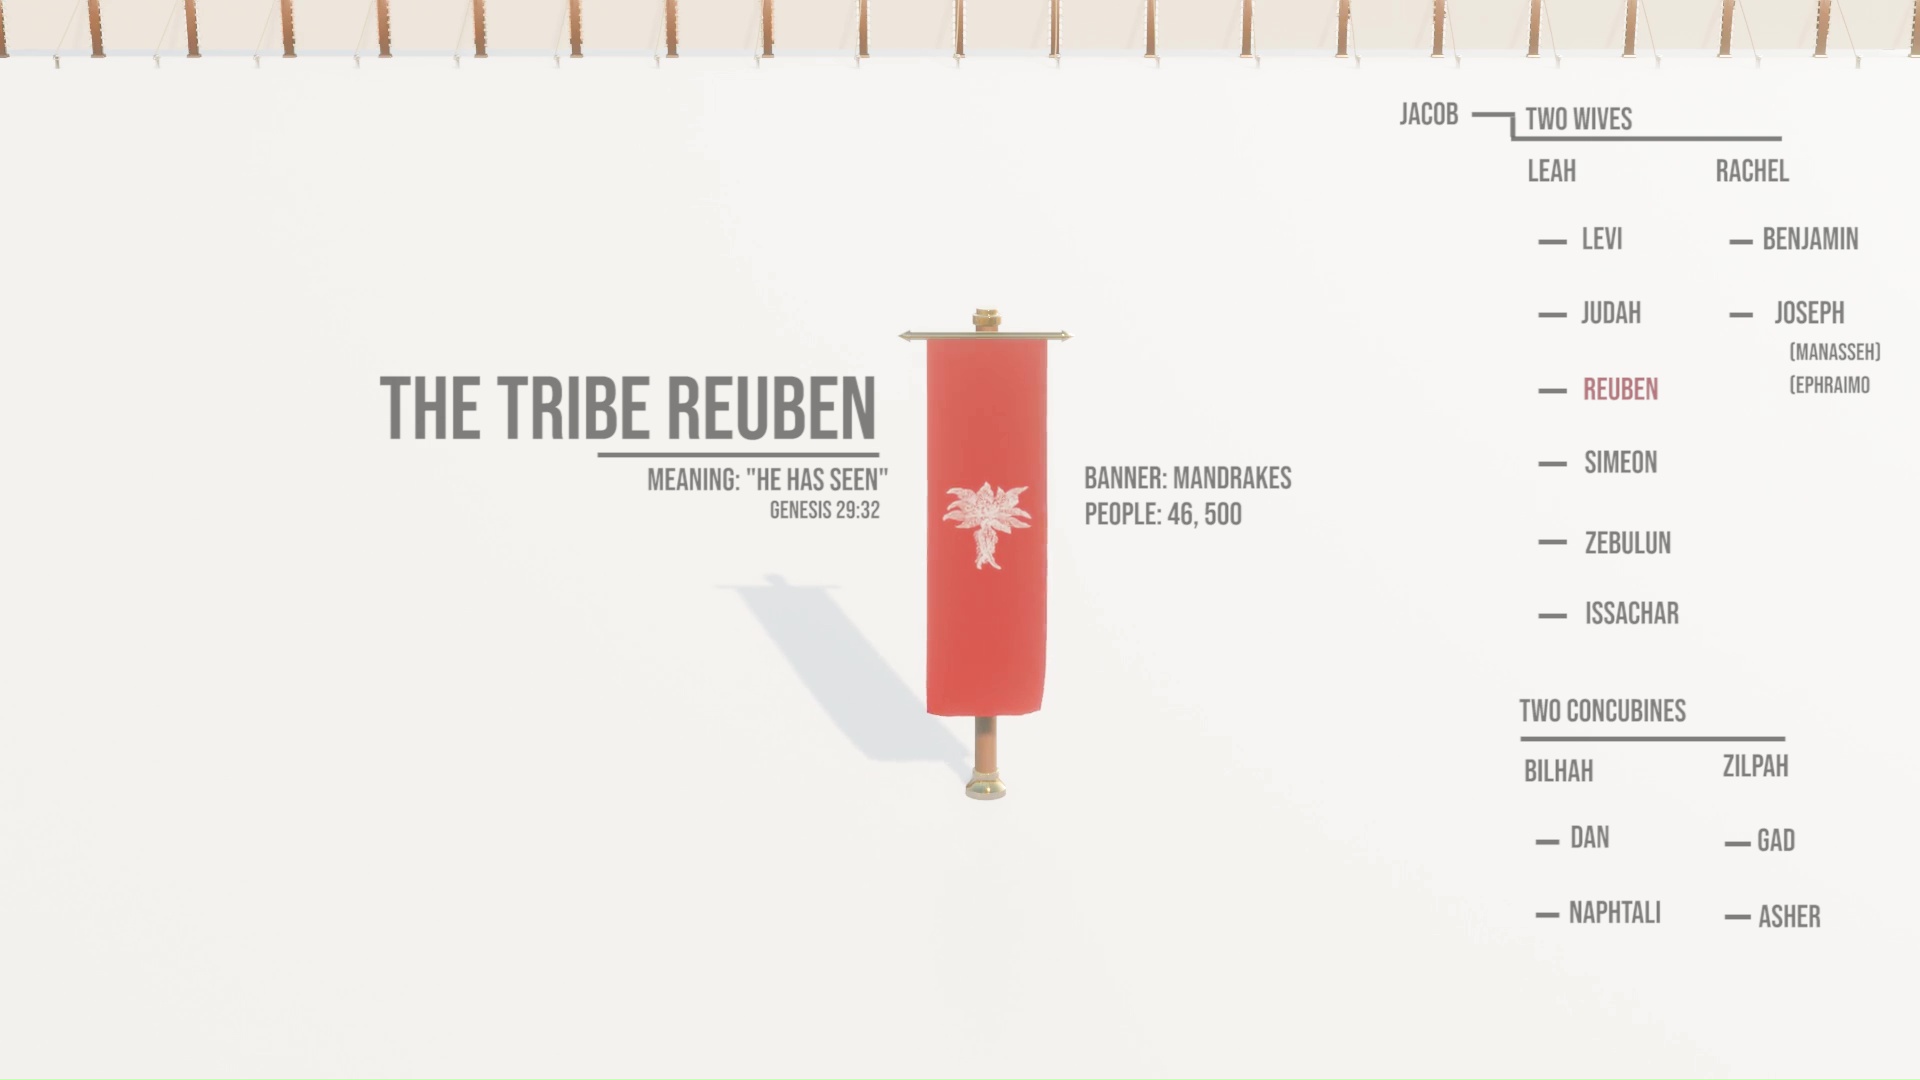 THE TRIBE REUBEN
MEANING: "HE HAS SEEN"
GENESIS 29:32
BANNER: MANDRAKES
PEOPLE: 46, 500
JACOB
TWO WIVES
LEAH
RACHEL
LEVI
BENJAMIN
JUDAH
JOSEPH
(MANASSEH)
(EPHRAIMO
REUBEN
SIMEON
ZEBULUN
ISSACHAR
TWO CONCUBINES
BILHAH
ZILPAH
DAN
GAD
NAPHTALI
ASHER